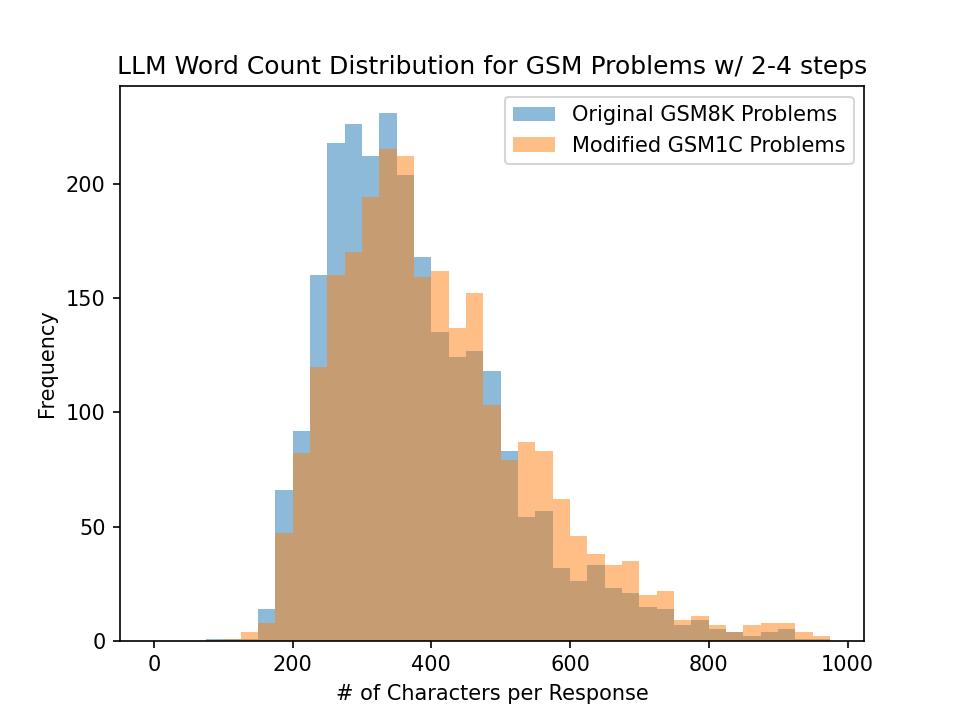 LLM Word Count Distribution for GSM Problems w/ 2-4 steps
Original GSM8K Problems
Modified GSM1C Problems
200
150
100
50
0
Frequency
0 200 400 600 800 1000
# of Characters per Response